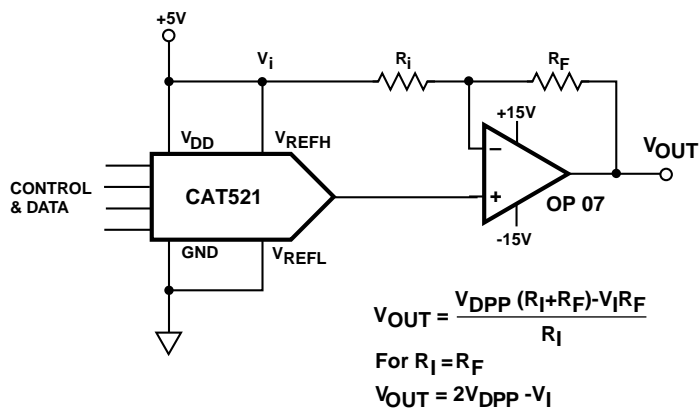 +5V
Vi
Ri
RF
+15V
VDD
VREFH
VOUT
–
CONTROL
& DATA
CAT521
+
OP 07
GND
VREFL
-15V
VOUT = VDPP (RI+RF)-VIRF
RI
For RI = RF
VOUT = 2VDPP -VI